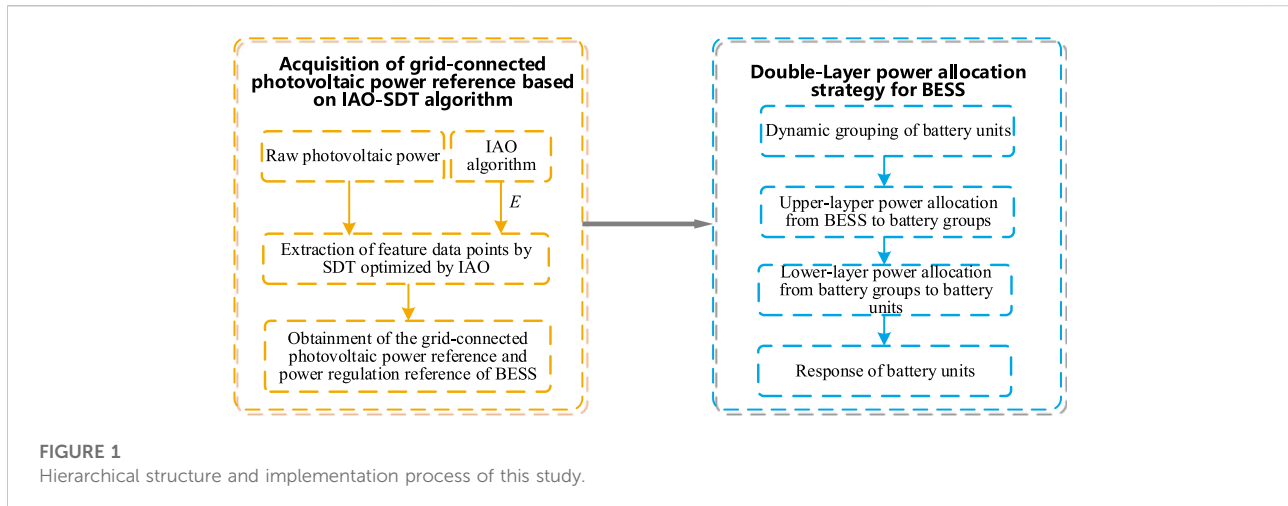 Acquisition of grid-connected
photovoltaic power reference based
on IAO-SDT algorithm
Raw photovoltaic power
IAO
algorithm
E
Extraction of feature data points by
SDT optimized by IAO
Obtainment of the grid-connected
photovoltaic power reference and
power regulation reference of BESS
Double-Layer power allocation
strategy for BESS
Dynamic grouping of battery units
Upper-layper power allocation
from BESS to battery groups
Lower-layer power allocation
from battery groups to battery
units
Response of battery units
FIGURE 1
Hierarchical structure and implementation process of this study.